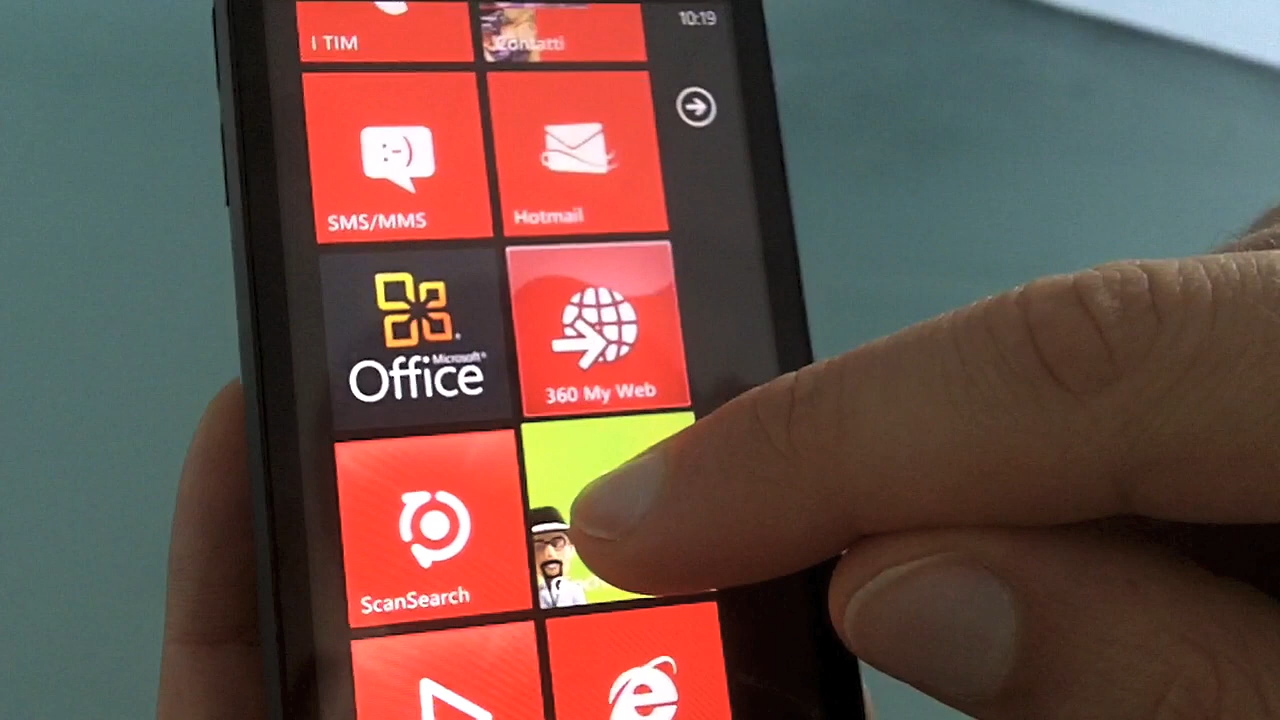 10:19
I TIM
Contatti
SMS/MMS
Hotmail
Microsoft®
Office
360 My Web
ScanSearch